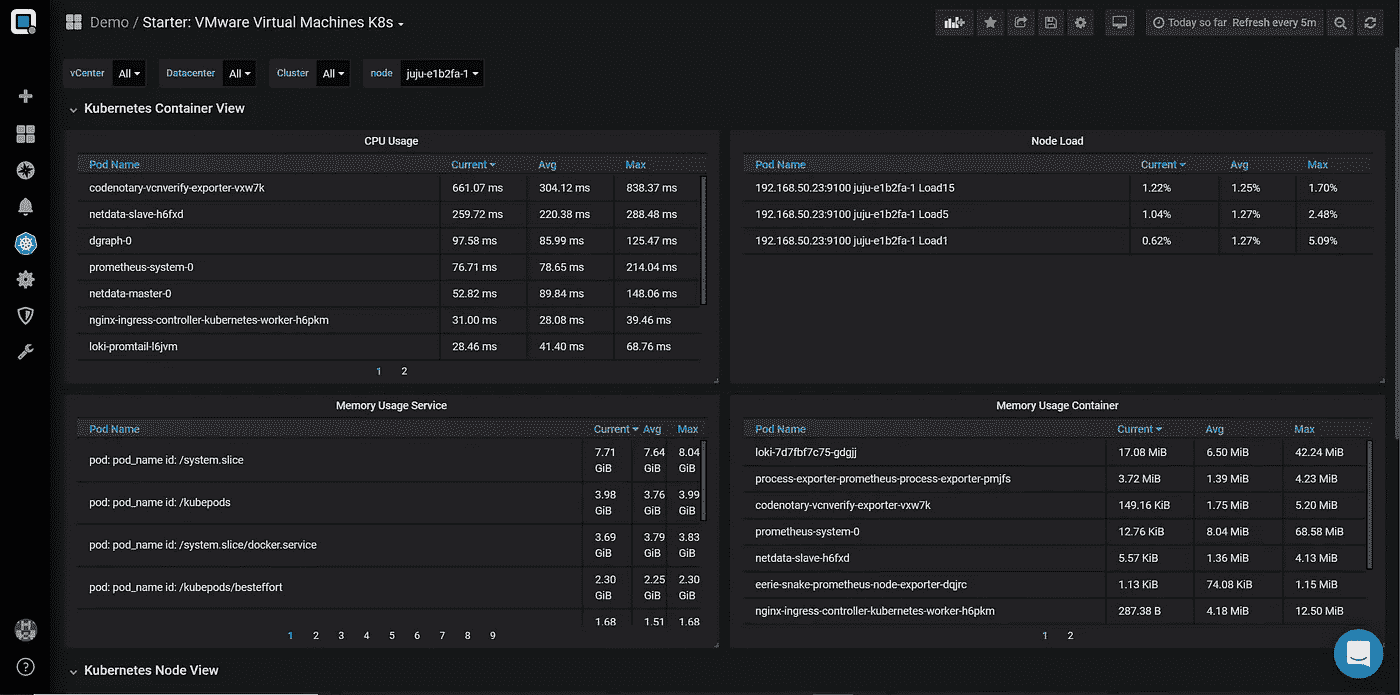 Demo / Starter: VMware Virtual Machines K8s
Today so far Refresh every 5m
vCenter All Datacenter All Cluster All node juju-e1b2fa-1
Kubernetes Container View
CPU Usage
Pod Name Current Avg Max
codenotary-vcnverify-exporter-vxw7k 661.07 ms 304.12 ms 838.37 ms
netdata-slave-h6fxd 259.72 ms 220.38 ms 288.48 ms
dgraph-0 97.58 ms 85.99 ms 125.47 ms
prometheus-system-0 76.71 ms 78.65 ms 214.04 ms
netdata-master-0 52.82 ms 89.84 ms 148.06 ms
nginx-ingress-controller-kubernetes-worker-h6pkm 31.00 ms 28.08 ms 39.46 ms
loki-promtail-l6jvm 28.46 ms 41.40 ms 68.76 ms
1 2
Node Load
Pod Name Current Avg Max
192.168.50.23:9100 juju-e1b2fa-1 Load15 1.22% 1.25% 1.70%
192.168.50.23:9100 juju-e1b2fa-1 Load5 1.04% 1.27% 2.48%
192.168.50.23:9100 juju-e1b2fa-1 Load1 0.62% 1.27% 5.09%
Memory Usage Service
Pod Name Current Avg Max
pod: pod_name id: /system.slice 7.71 GiB 7.64 GiB 8.04 GiB
pod: pod_name id: /kubepods 3.98 GiB 3.76 GiB 3.99 GiB
pod: pod_name id: /system.slice/docker.service 3.69 GiB 3.79 GiB 3.83 GiB
pod: pod_name id: /kubepods/besteffort 2.30 GiB 2.25 GiB 2.30 GiB
1.68 1.51 1.68
1 2 3 4 5 6 7 8 9
Memory Usage Container
Pod Name Current Avg Max
loki-7d7fbf7c75-gdgjj 17.08 MiB 6.50 MiB 42.24 MiB
process-exporter-prometheus-process-exporter-pmjfs 3.72 MiB 1.39 MiB 4.23 MiB
codenotary-vcnverify-exporter-vxw7k 149.16 KiB 1.75 MiB 5.20 MiB
prometheus-system-0 12.76 KiB 8.04 MiB 68.58 MiB
netdata-slave-h6fxd 5.57 KiB 1.36 MiB 4.13 MiB
eerie-snake-prometheus-node-exporter-dqjrc 1.13 KiB 74.08 KiB 1.15 MiB
nginx-ingress-controller-kubernetes-worker-h6pkm 287.38 B 4.18 MiB 12.50 MiB
1 2
Kubernetes Node View